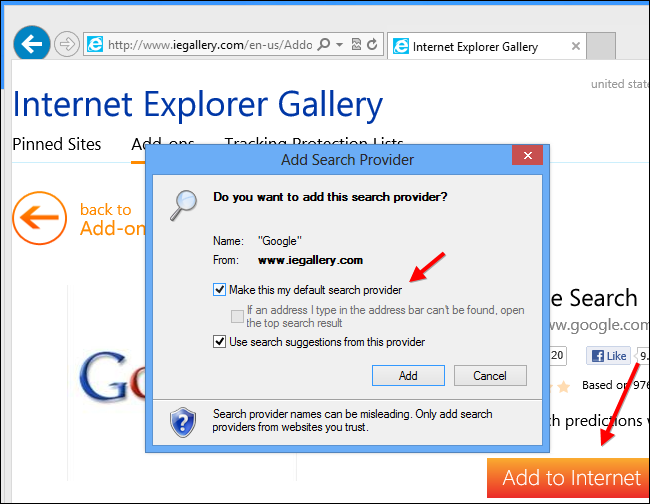 http://www.iegallery.com/en-us/Addo
Internet Explorer Gallery
united state
Internet Explorer Gallery
Pinned Sites
Add-ons
Tracking Protection Lists
back to
Add-on
Add Search Provider
Do you want to add this search provider?
Name: "Google"
From: www.iegallery.com
Make this my default search provider
If an address I type in the address bar can't be found, open
the top search result
Use search suggestions from this provider
Add
Cancel
Search provider names can be misleading. Only add search
providers from websites you trust.
Go
e Search
www.google.com
20
Like
9.
Based on 976
h predictions w
Add to Internet